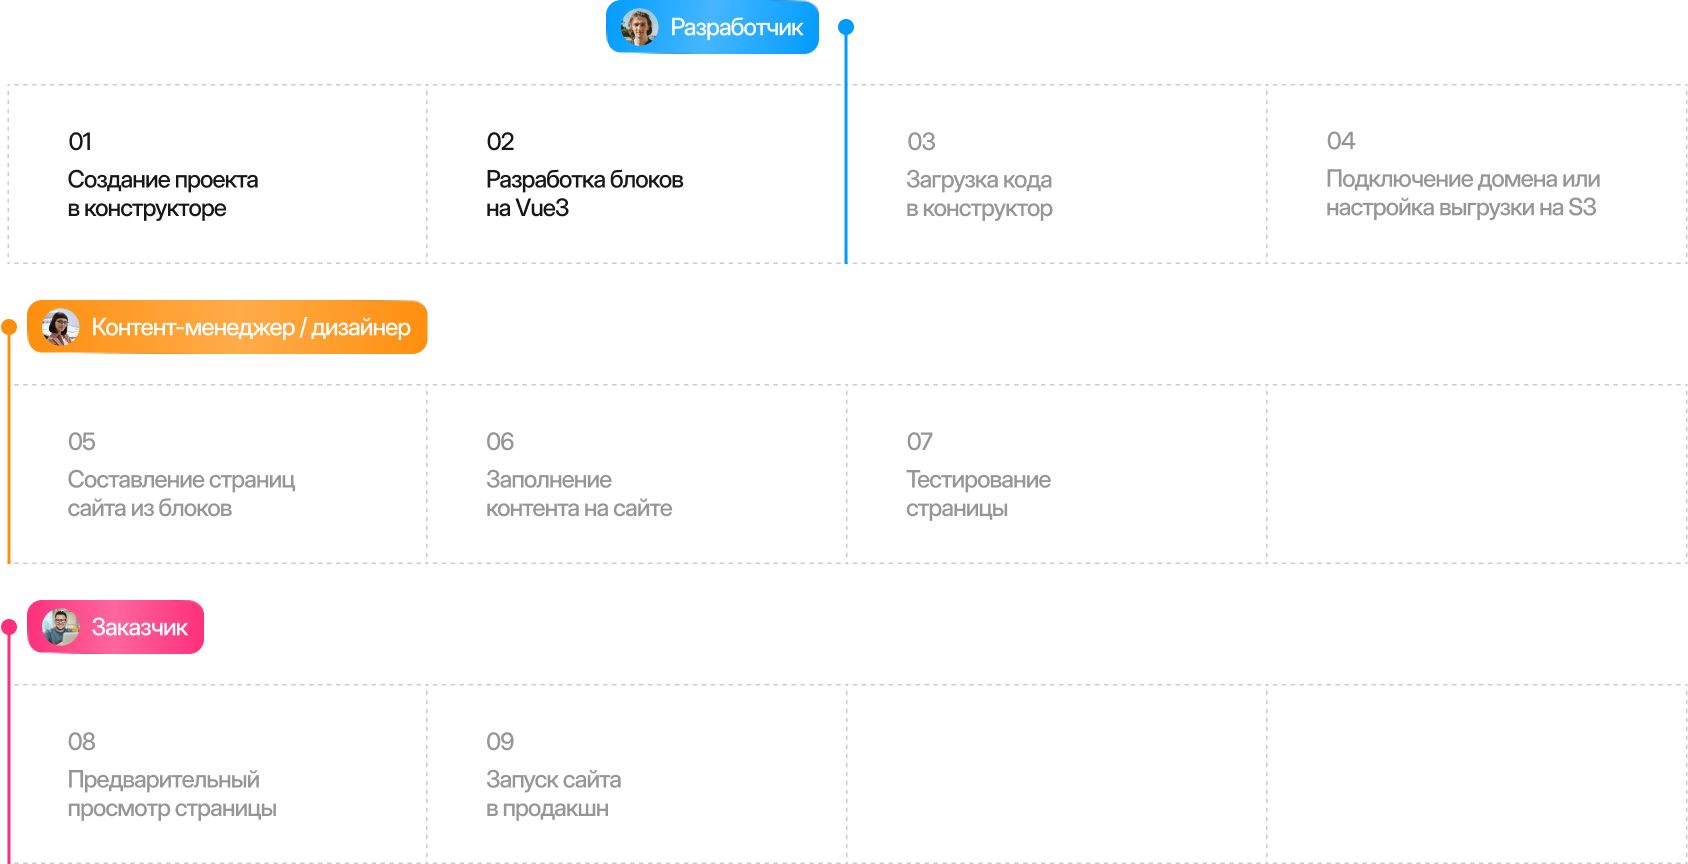 Разработчик
01
Создание проекта
в конструкторе
02
Разработка блоков
на Vue3
03
Загрузка кода
в конструктор
04
Подключение домена или
настройка выгрузки на S3
Контент-менеджер / дизайнер
05
Составление страниц
сайта из блоков
06
Заполнение
контента на сайте
07
Тестирование
страницы
Заказчик
08
Предварительный
просмотр страницы
09
Запуск сайта
в продакшн